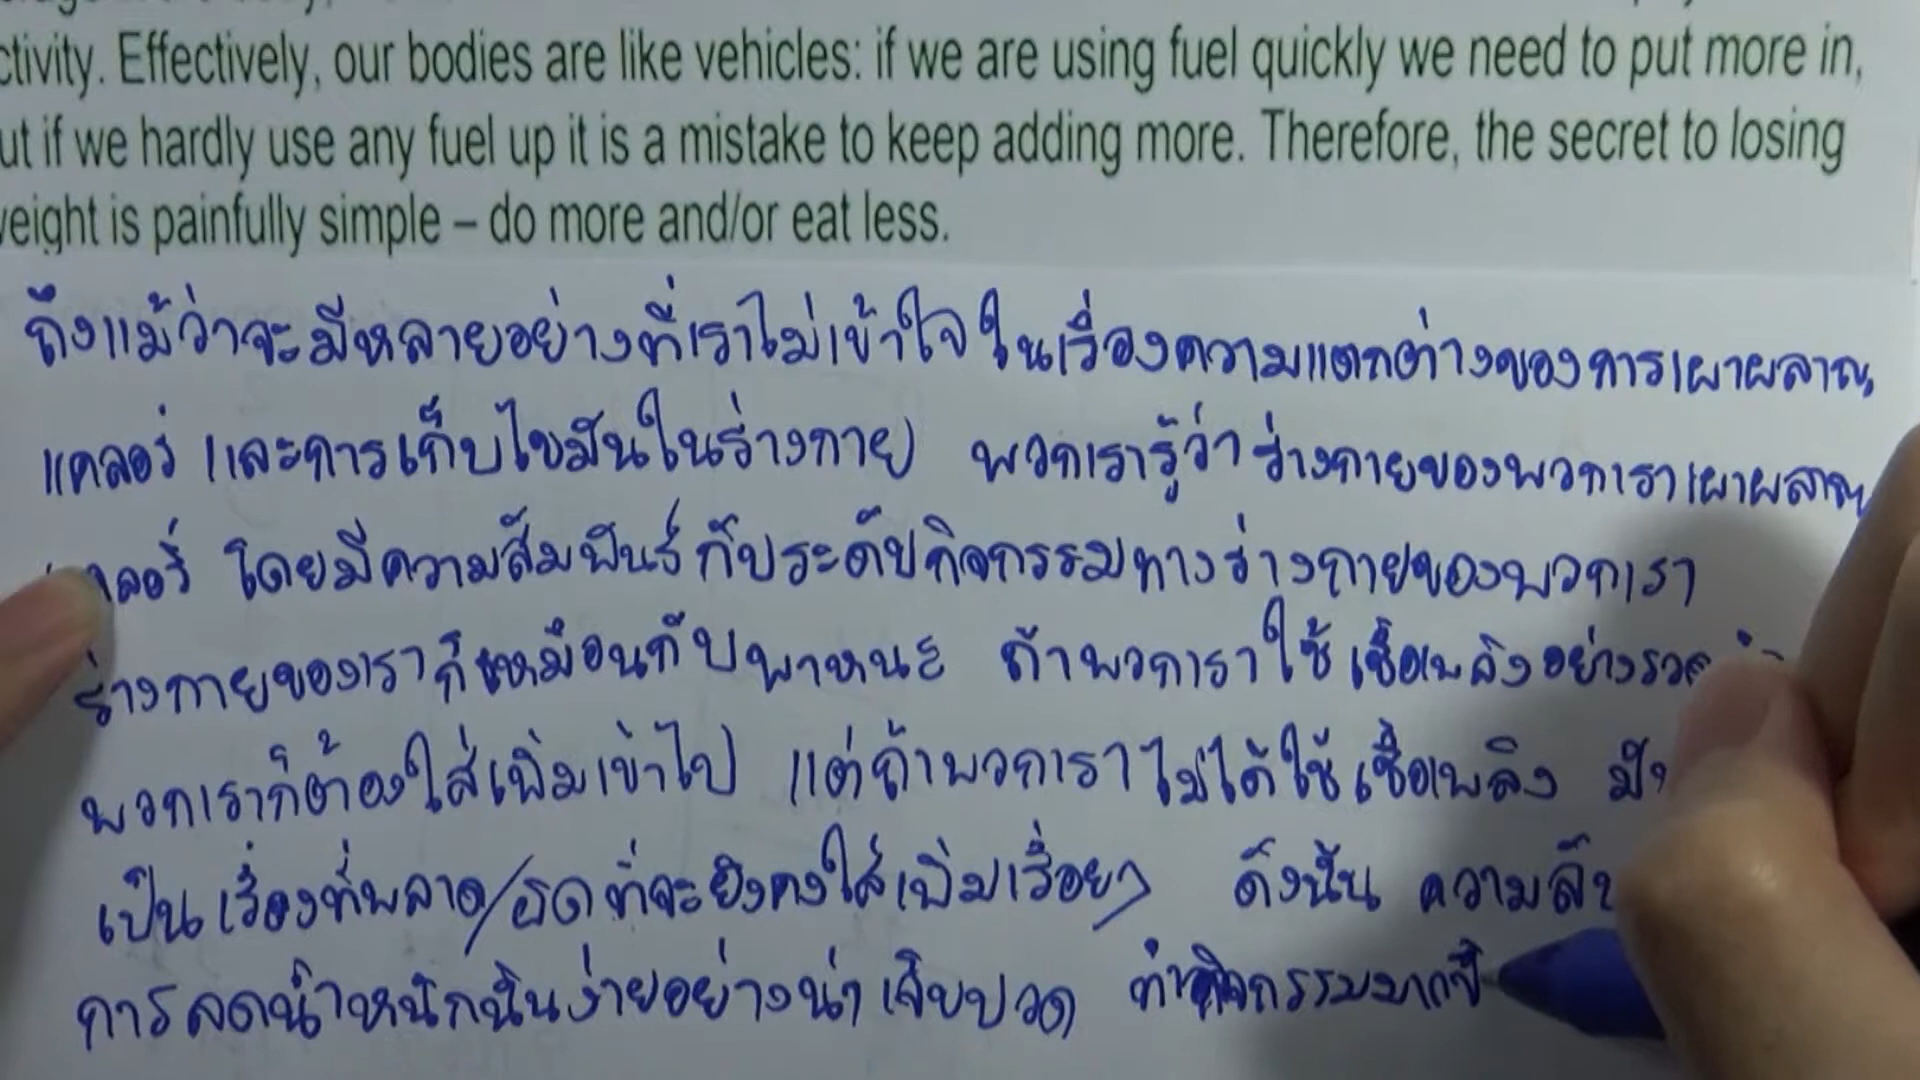 ctivity. Effectively, our bodies are like vehicles: if we are using fuel quickly we need to put more in,
ut if we hardly use any fuel up it is a mistake to keep adding more. Therefore, the secret to losing
weight is painfully simple – do more and/or eat less.
ถึงแม้ว่าจะมีหลายอย่างที่เราไม่เข้าใจ ในเรื่องความแตกต่างของการเผาผลาญ
แคลอรี่ และการเก็บไขมันในร่างกาย พวกเรารู้ว่า ร่างกายของพวกเราเผาผลาญ
ลอรี่ โดยมีความสัมพันธ์กับระดับกิจกรรมทางร่างกายของพวกเรา
ร่างกายของเราก็เหมือนกับพาหนะ ถ้าพวกเราใช้ เชื้อเพลิงอย่างรวด
พวกเราก็ต้องใส่เพิ่มเข้าไป แต่ถ้าพวกเราไม่ได้ใช้เชื้อเพลิง
เป็นเรื่องที่พลาด/ผิดที่จะยังคงใส่เพิ่มเรื่อยๆ ดังนั้น ความลับ
การลดน้ำหนักนั้นง่ายอย่างน่าเจ็บปวด ทำกิจกรรมมากขึ้